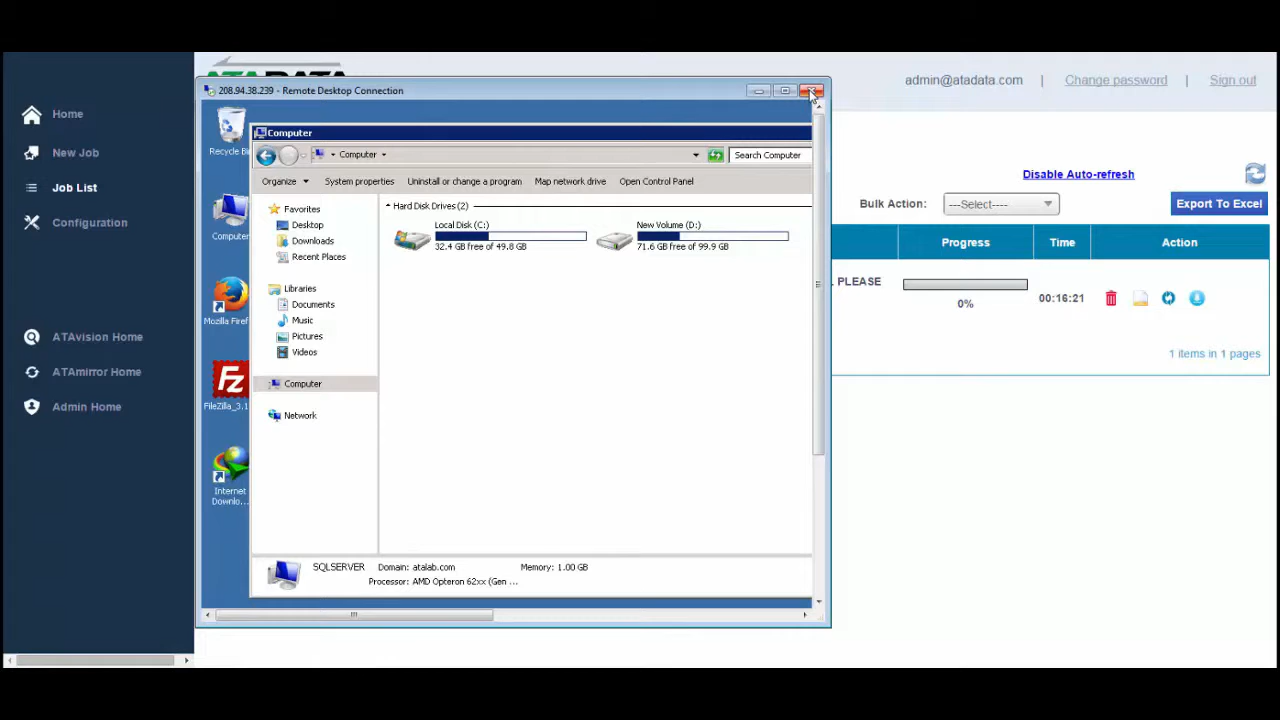 Home
New Job
Job List
Configuration
ATAvision Home
ATAmirror Home
Admin Home
ATADATA
admin@atadata.com | Change password | Sign out
Disable Auto-refresh
Bulk Action: ---Select---- Export To Excel
Progress Time Action
. PLEASE
0%
00:16:21
1 items in 1 pages
208.94.38.239 - Remote Desktop Connection
Recycle Bin
Computer
Mozilla Firef
FileZilla_3.1
Internet
Downlo...
Computer
Computer
Search Computer
Organize System properties Uninstall or change a program Map network drive Open Control Panel
Favorites
Desktop
Downloads
Recent Places
Libraries
Documents
Music
Pictures
Videos
Computer
Network
Hard Disk Drives (2)
Local Disk (C:)
32.4 GB free of 49.8 GB
New Volume (D:)
71.6 GB free of 99.9 GB
SQLSERVER Domain: atalab.com Memory: 1.00 GB
Processor: AMD Opteron 62xx (Gen ...